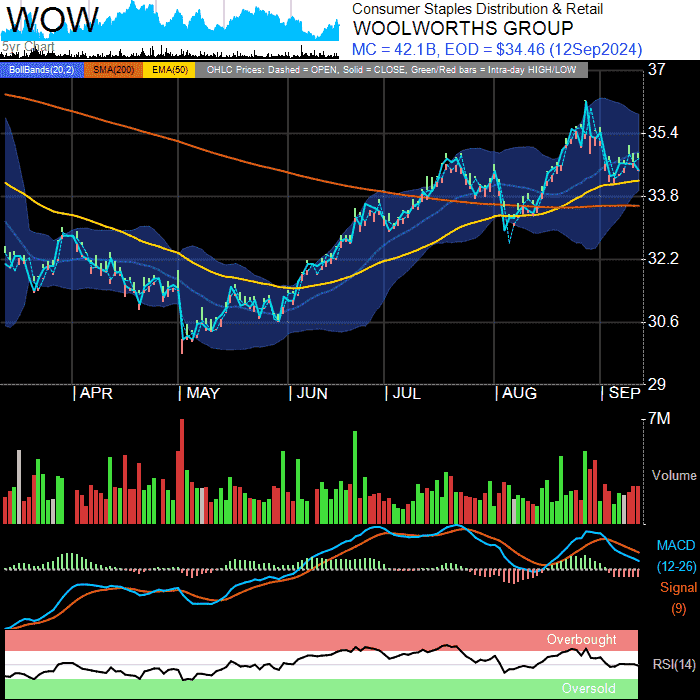 WOW
5yr Chart
Consumer Staples Distribution & Retail
WOOLWORTHS GROUP
MC = 42.1B, EOD = $34.46 (12Sep2024)
BollBands(20,2) SMA(200) EMA(50) OHLC Prices: Dashed = OPEN, Solid = CLOSE, Green/Red bars = Intra-day HIGH/LOW
37
35.4
33.8
32.2
30.6
29
APR MAY JUN JUL AUG SEP
7M
Volume
MACD
(12-26)
Signal
(9)
Overbought
RSI(14)
Oversold